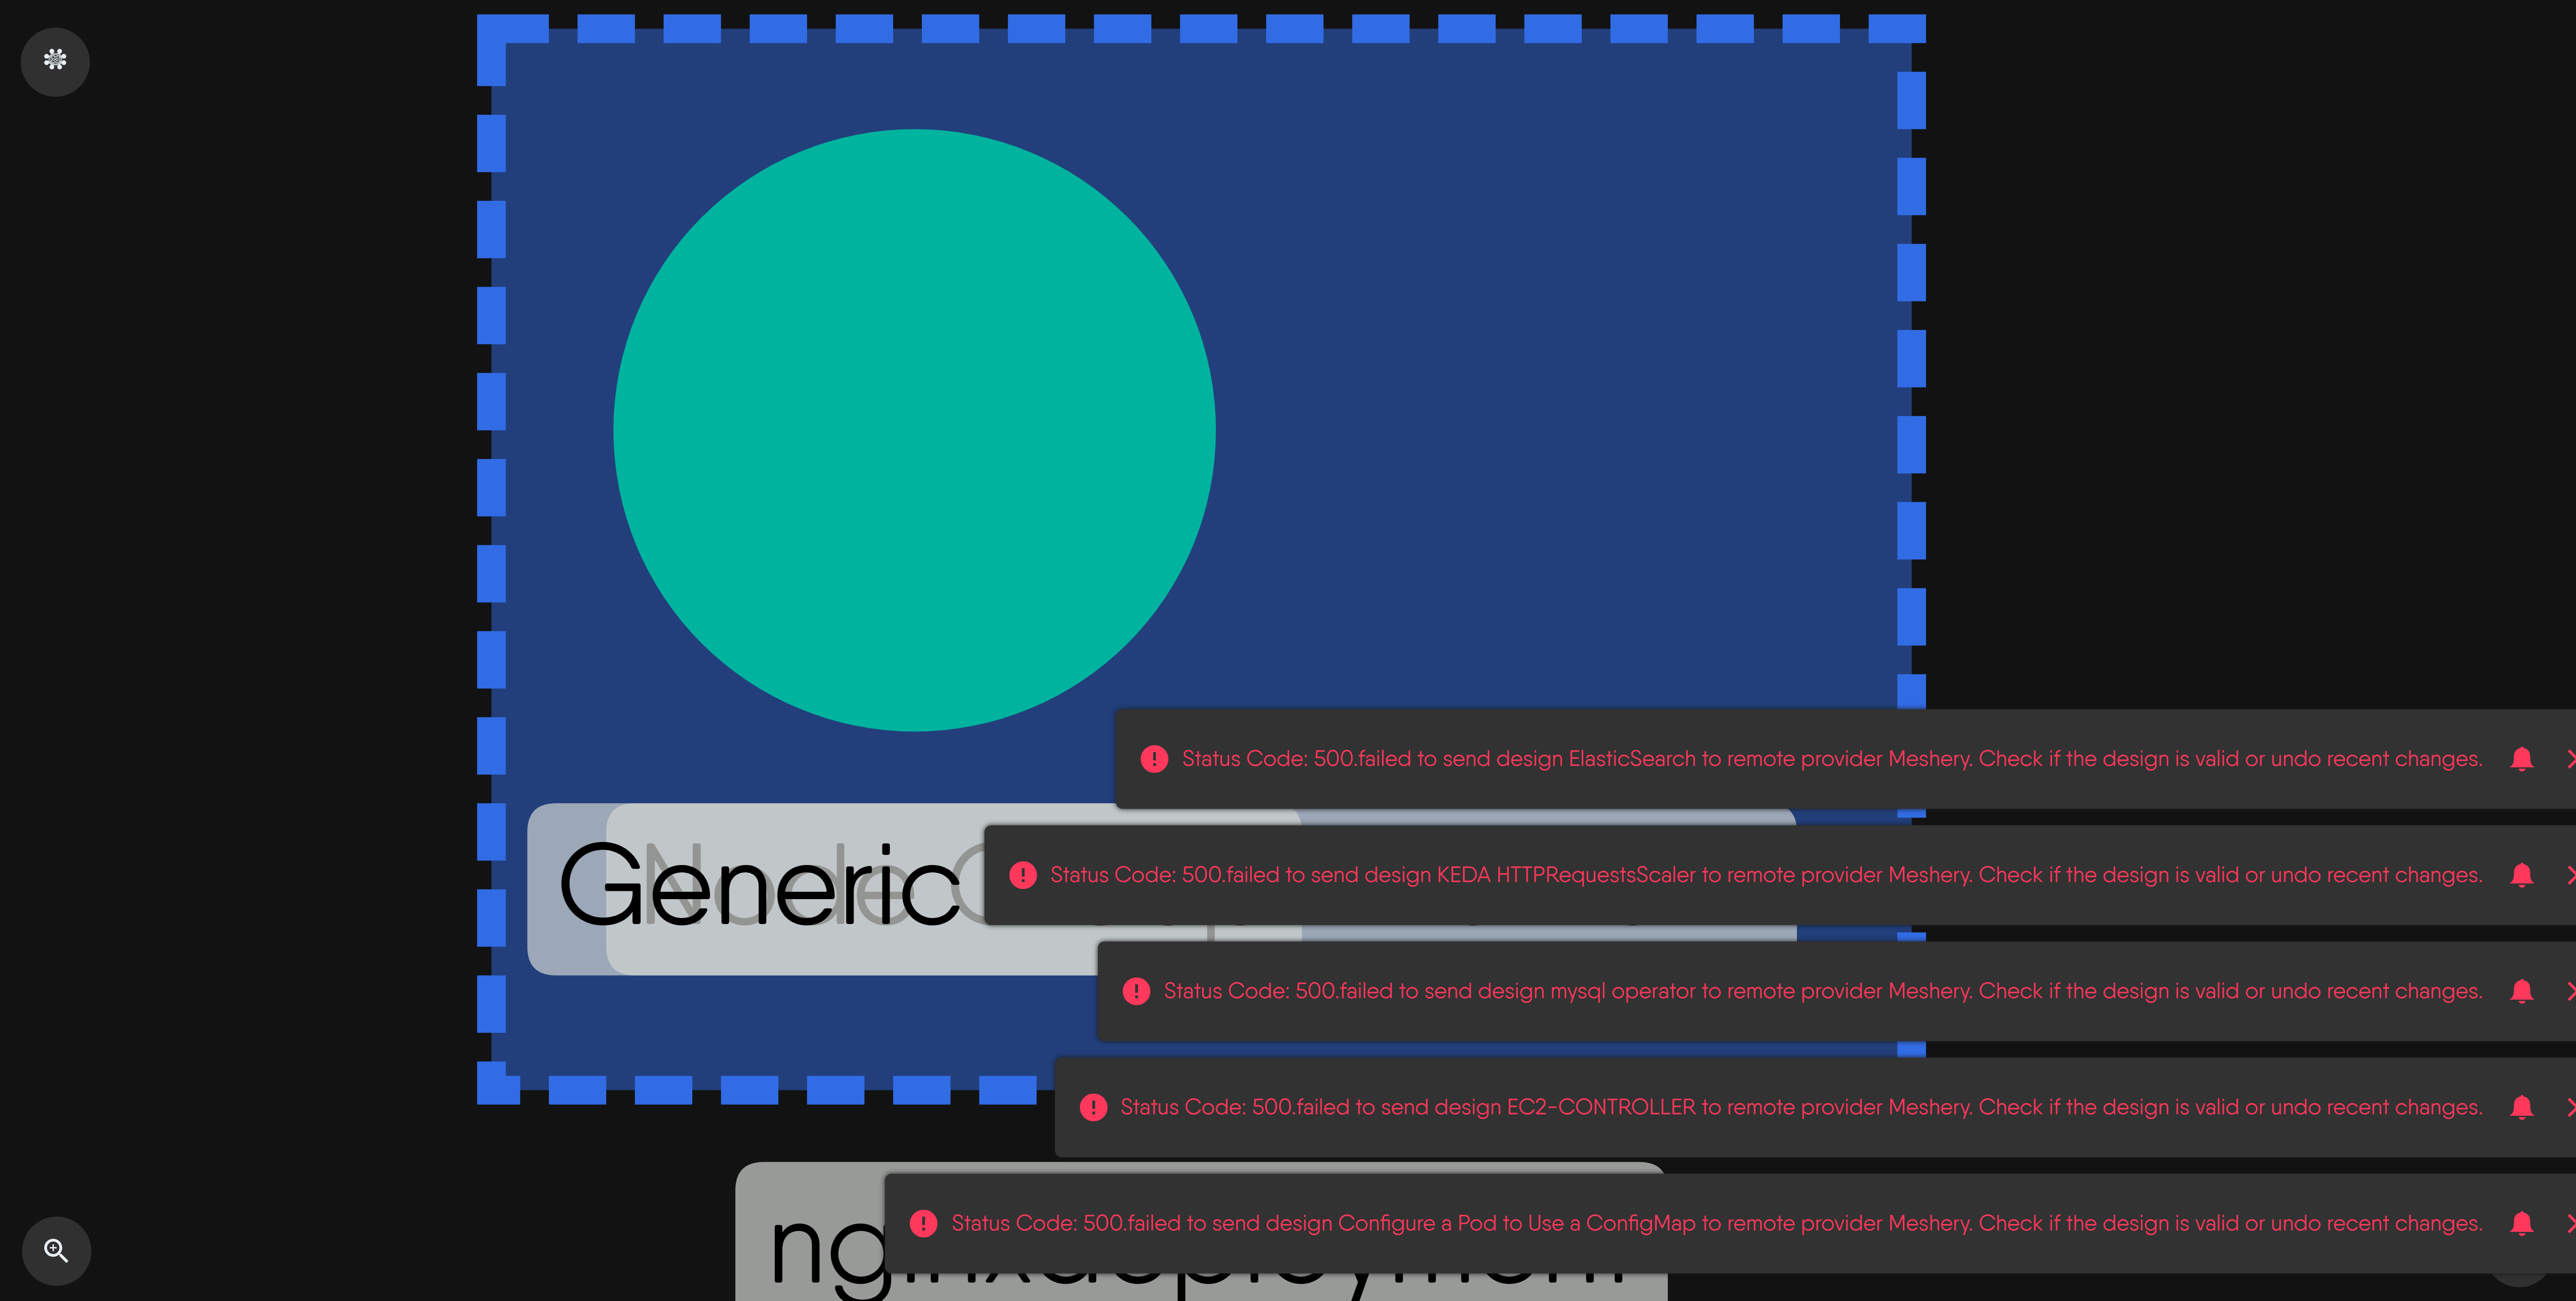 Status Code: 500.failed to send design ElasticSearch to remote provider Meshery. Check if the design is valid or undo recent changes.
Generic
Node
Status Code: 500.failed to send design KEDA HTTPRequestsScaler to remote provider Meshery. Check if the design is valid or undo recent changes.
Status Code: 500.failed to send design mysql operator to remote provider Meshery. Check if the design is valid or undo recent changes.
Status Code: 500.failed to send design EC2-CONTROLLER to remote provider Meshery. Check if the design is valid or undo recent changes.
Status Code: 500.failed to send design Configure a Pod to Use a ConfigMap to remote provider Meshery. Check if the design is valid or undo recent changes.